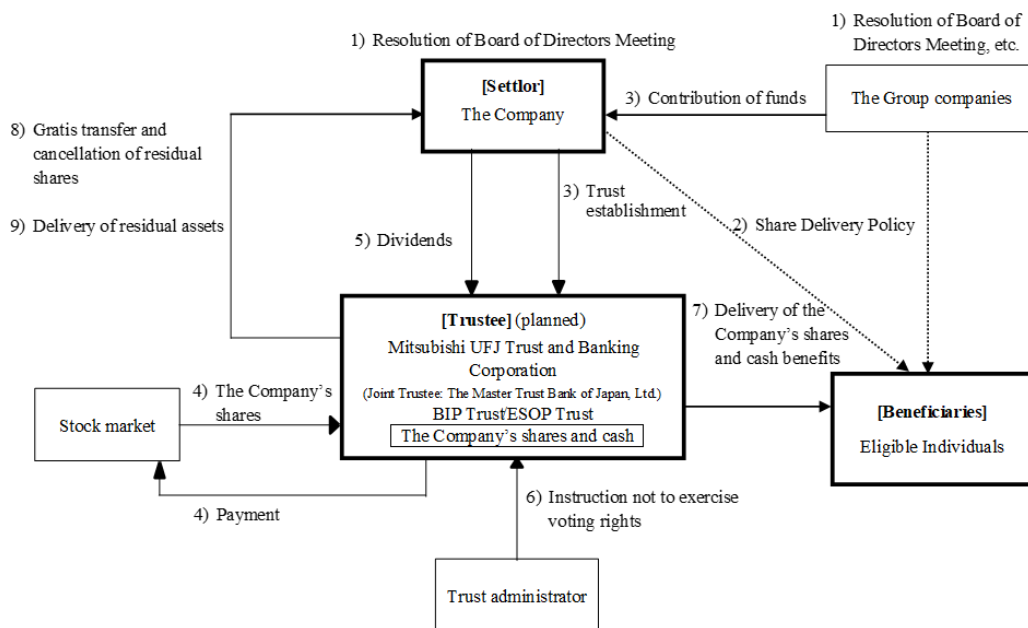 1) Resolution of Board of Directors Meeting
1) Resolution of Board of
Directors Meeting, etc.
[Settlor]
The Company
3) Contribution of funds
The Group companies
8) Gratis transfer and
cancellation of residual
shares
9) Delivery of residual assets
3) Trust
establishment
5) Dividends
2) Share Delivery Policy
[Trustee] (planned)
Mitsubishi UFJ Trust and Banking
Corporation
(Joint Trustee: The Master Trust Bank of Japan, Ltd.)
BIP Trust/ESOP Trust
The Company's shares and cash
7) Delivery of the
Company's shares
and cash benefits
4) The Company's
shares
Stock market
[Beneficiaries]
Eligible Individuals
4) Payment
6) Instruction not to exercise
voting rights
Trust administrator